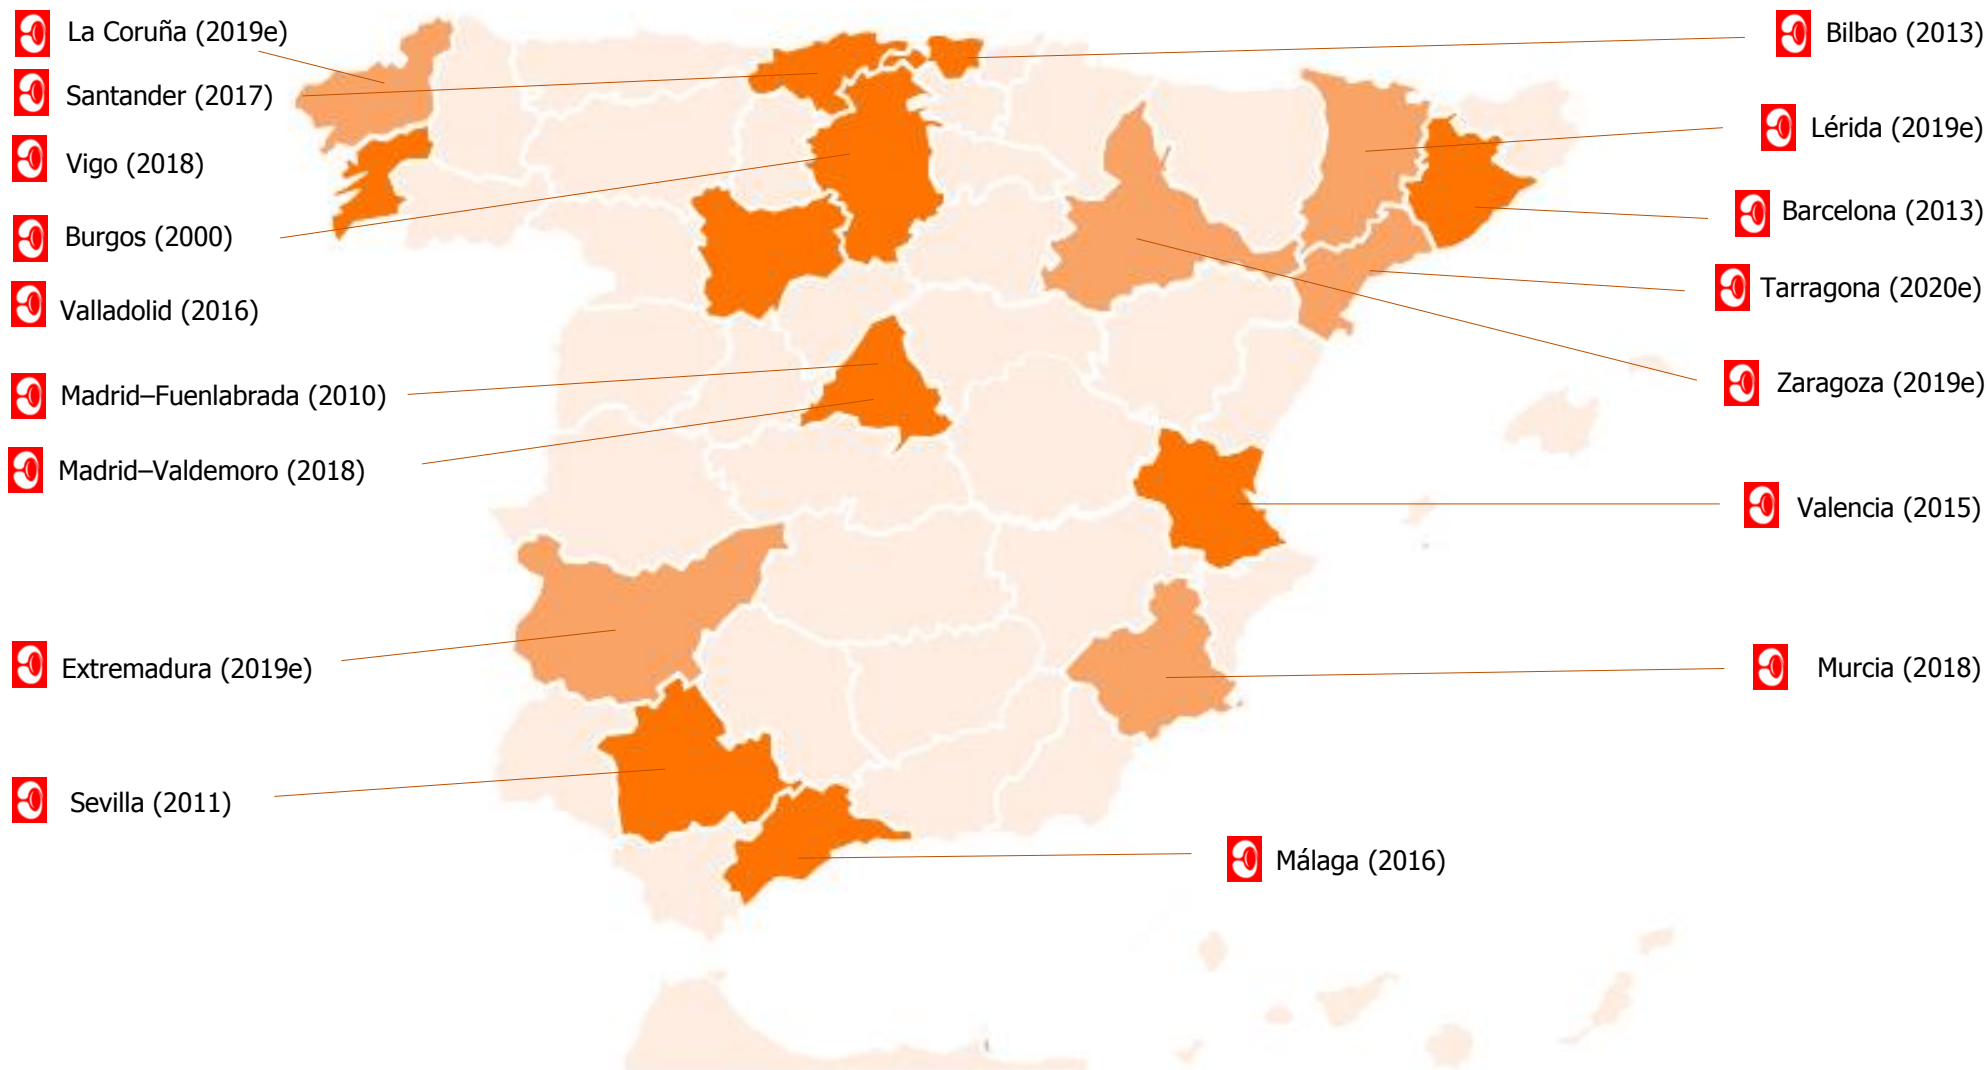 La Coruña (2019e)
Santander (2017)
Vigo (2018)
Burgos (2000)
Valladolid (2016)
Madrid–Fuenlabrada (2010)
Madrid–Valdemoro (2018)
Extremadura (2019e)
Sevilla (2011)
Bilbao (2013)
Lérida (2019e)
Barcelona (2013)
Tarragona (2020e)
Zaragoza (2019e)
Valencia (2015)
Murcia (2018)
Málaga (2016)